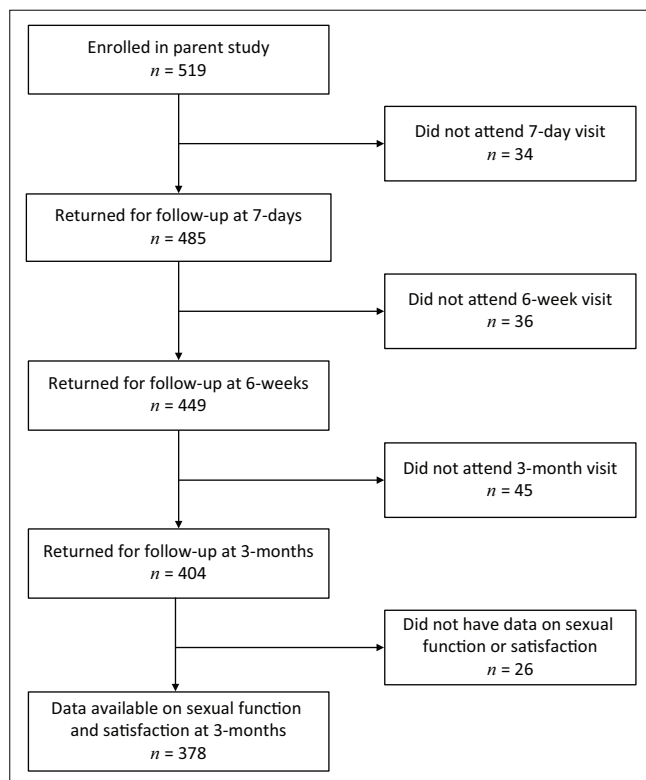 Enrolled in parent study
n = 519
Did not attend 7-day visit
n = 34
Returned for follow-up at 7-days
n = 485
Did not attend 6-week visit
n = 36
Returned for follow-up at 6-weeks
n = 449
Did not attend 3-month visit
n = 45
Returned for follow-up at 3-months
n = 404
Did not have data on sexual
function or satisfaction
n = 26
Data available on sexual function
and satisfaction at 3-months
n = 378